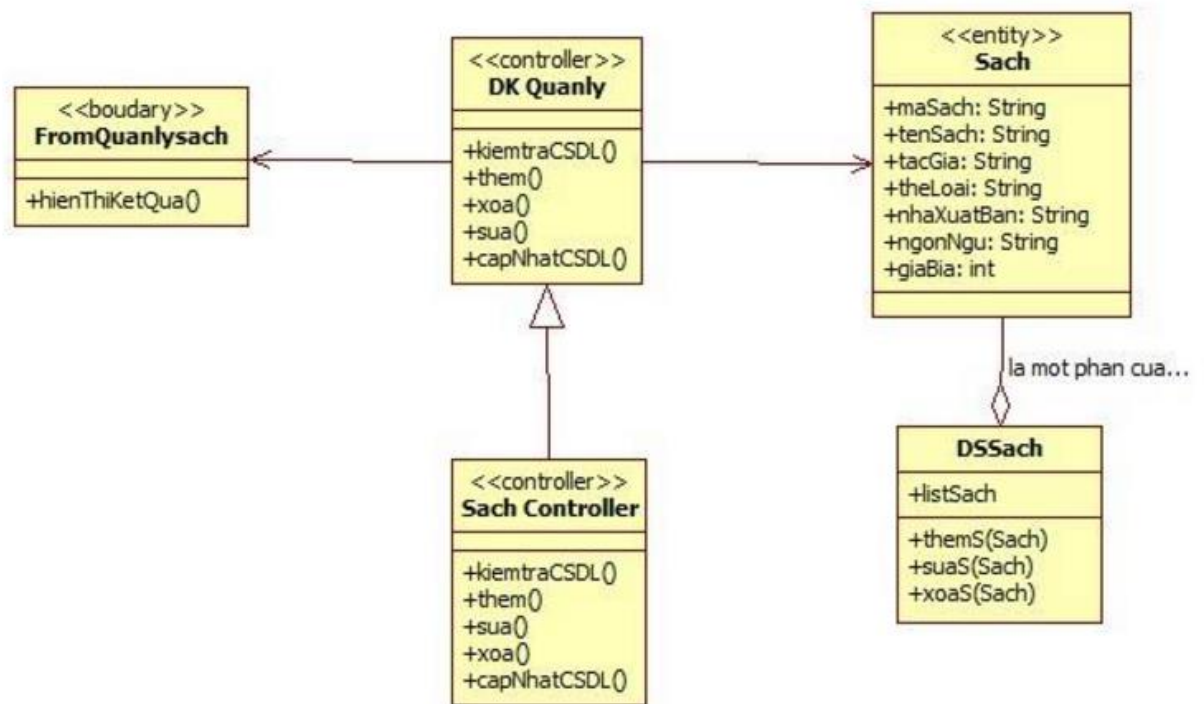 <<boudary>>
FromQuanlysach
+hienThiKetQua()
<<controller>>
DK Quanly
+kiemtraCSDL()
+them()
+xoa()
+sua()
+capNhatCSDL()
<<entity>>
Sach
+maSach: String
+tenSach: String
+tacGia: String
+theLoai: String
+nhaXuatBan: String
+ngonNgu: String
+giaBia: int
la mot phan cua...
<<controller>>
Sach Controller
+kiemtraCSDL()
+them()
+sua()
+xoa()
+capNhatCSDL()
DSSach
+listSach
+themS(Sach)
+suaS(Sach)
+xoaS(Sach)